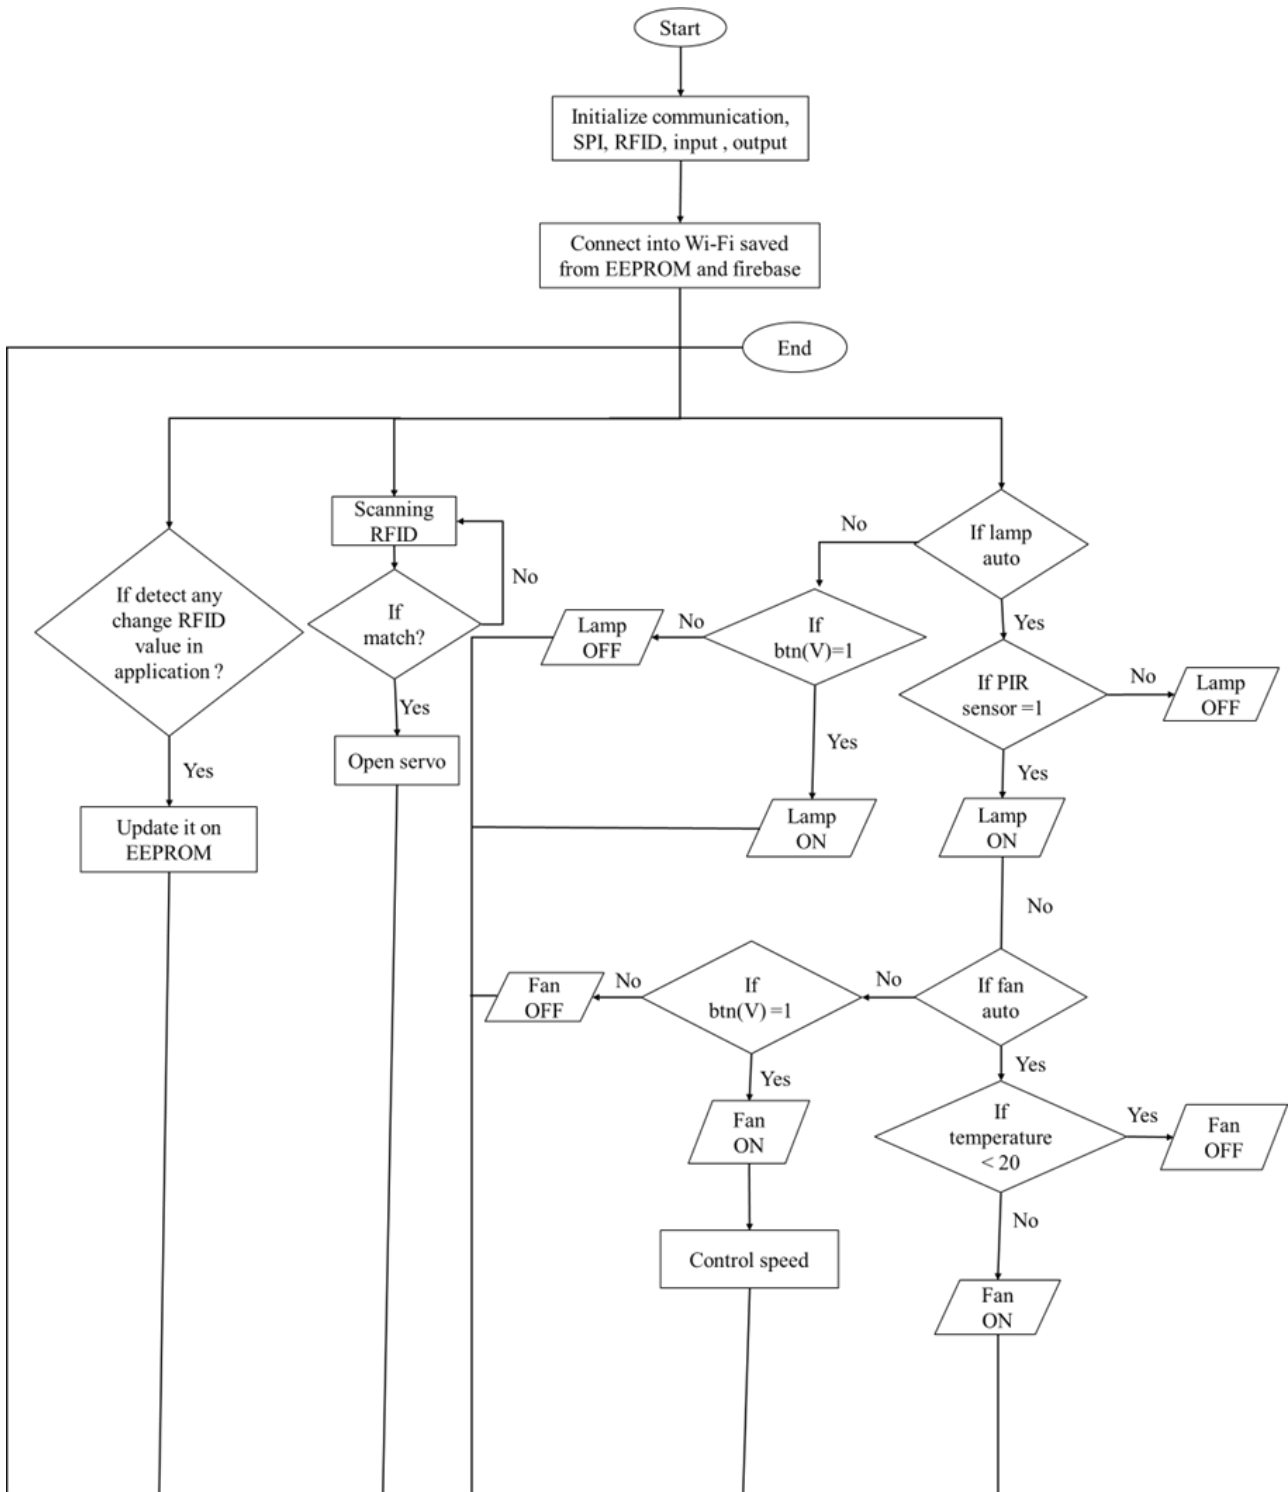 Start
Initialize communication,
SPI, RFID, input , output
Connect into Wi-Fi saved
from EEPROM and firebase
End
If detect any
change RFID
value in
application ?
Yes
Update it on
EEPROM
Scanning
RFID
No
If
match?
Yes
Open servo
If lamp
auto
No
If
btn(V)=1
No
Lamp
OFF
Yes
Lamp
ON
Yes
If PIR
sensor =1
No
Lamp
OFF
Yes
Lamp
ON
No
If fan
auto
No
If
btn(V) =1
No
Fan
OFF
Yes
Fan
ON
Control speed
Yes
If
temperature
< 20
Yes
Fan
OFF
No
Fan
ON